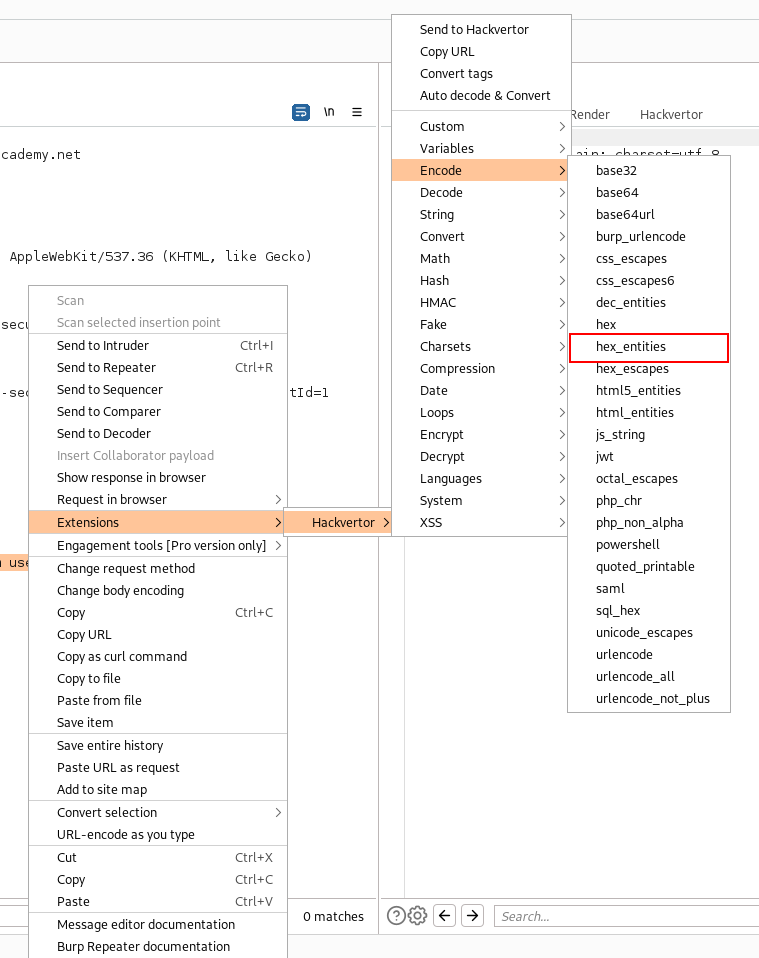 Send to Hackvertor
Copy URL
Convert tags
Auto decode & Convert
Custom
Variables
Encode
Decode
String
Convert
Math
Hash
HMAC
Fake
Charsets
Compression
Date
Loops
Encrypt
Decrypt
Languages
System
XSS
\n
Render
Hackvertor
cademy.net
ain; charset=utf-8
AppleWebKit/537.36 (KHTML, like Gecko)
secu
-sec
tId=1
use
base32
base64
base64url
burp_urlencode
css_escapes
css_escapes6
dec_entities
hex
hex_entities
hex_escapes
html5_entities
html_entities
js_string
jwt
octal_escapes
php_chr
php_non_alpha
powershell
quoted_printable
saml
sql_hex
unicode_escapes
urlencode
urlencode_all
urlencode_not_plus
Scan
Scan selected insertion point
Send to Intruder Ctrl+I
Send to Repeater Ctrl+R
Send to Sequencer
Send to Comparer
Send to Decoder
Insert Collaborator payload
Show response in browser
Request in browser
Extensions
Hackvertor
Engagement tools [Pro version only]
Change request method
Change body encoding
Copy Ctrl+C
Copy URL
Copy as curl command
Copy to file
Paste from file
Save item
Save entire history
Paste URL as request
Add to site map
Convert selection
URL-encode as you type
Cut Ctrl+X
Copy Ctrl+C
Paste Ctrl+V
Message editor documentation
Burp Repeater documentation
0 matches
Search...